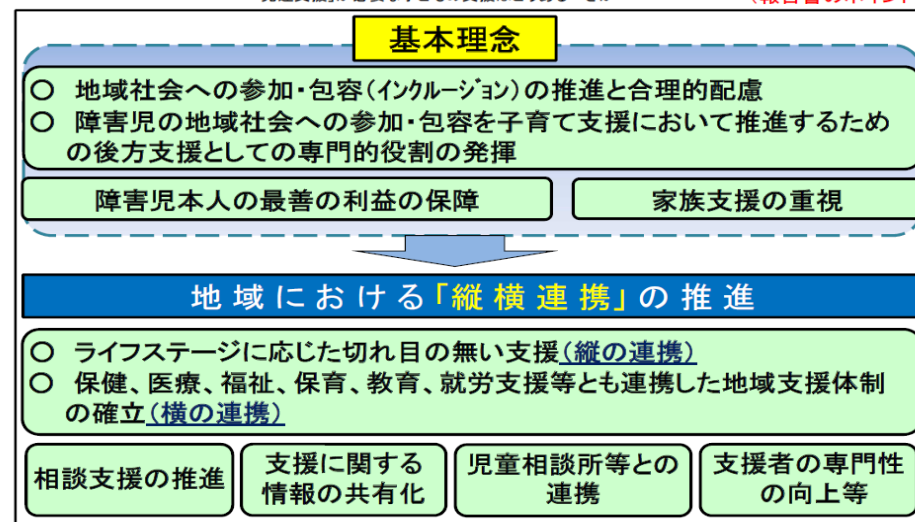 (報告書のポイント
基本理念
○ 地域社会への参加・包容(インクルージョン)の推進と合理的配慮
○ 障害児の地域社会への参加・包容を子育て支援において推進するため
の後方支援としての専門的役割の発揮
障害児本人の最善の利益の保障
家族支援の重視
地域における「縦横連携」の推進
○ ライフステージに応じた切れ目の無い支援(縦の連携)
○ 保健、医療、福祉、保育、教育、就労支援等とも連携した地域支援体制
の確立(横の連携)
相談支援の推進
支援に関する
情報の共有化
児童相談所等との
連携
支援者の専門性
の向上等